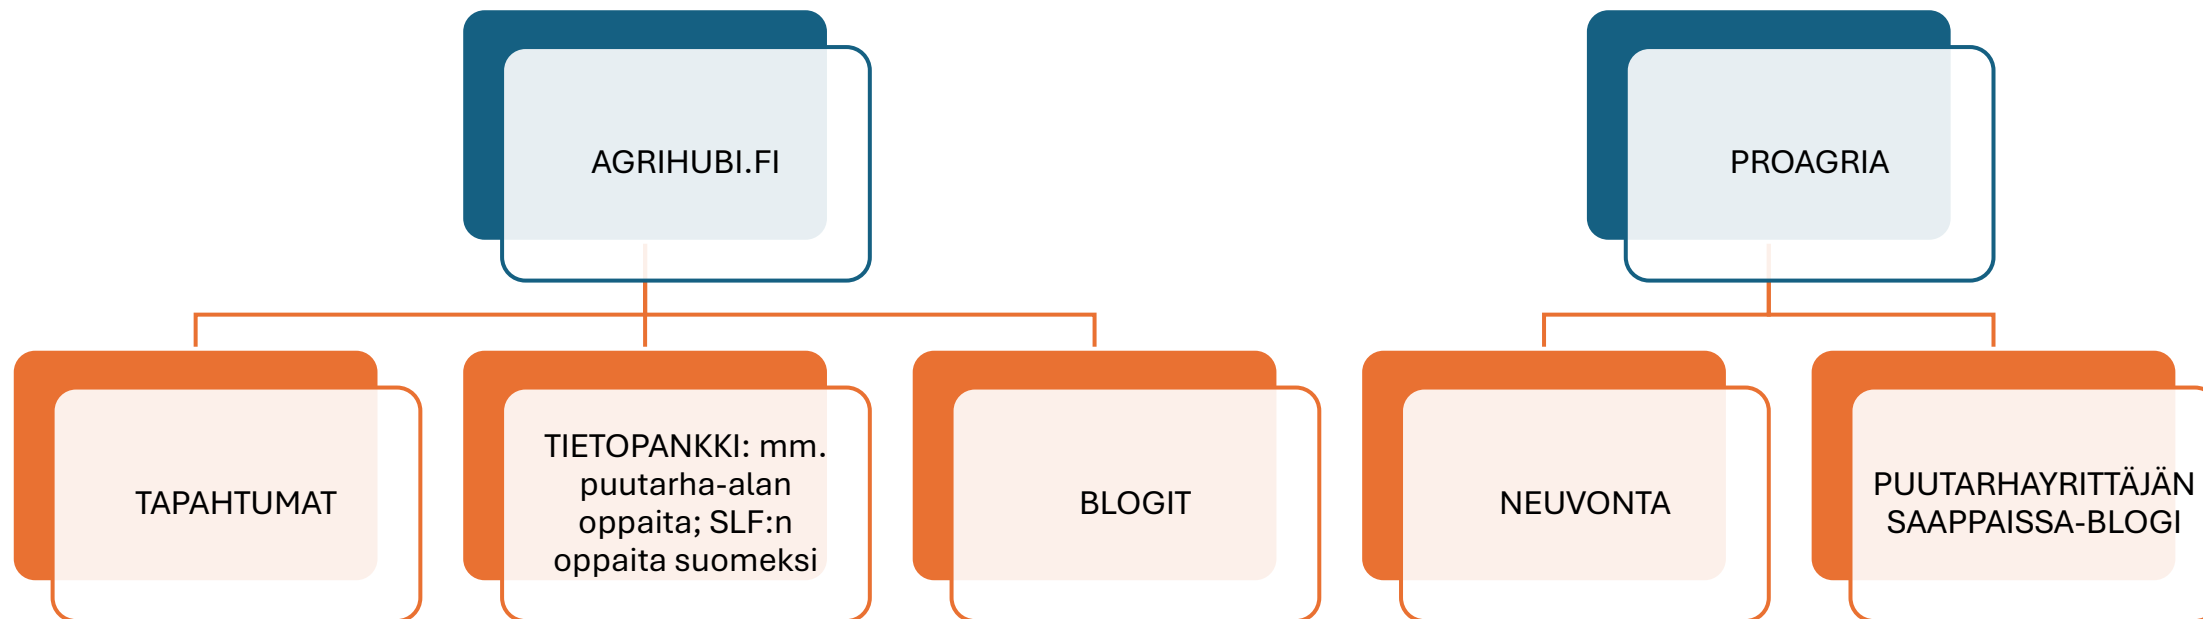 AGRIHUBI.FI
PROAGRIA
TAPAHTUMAT
TIETOPANKKI: mm.
puutarha-alan
oppaita; SLF:n
oppaita suomeksi
BLOGIT
NEUVONTA
PUUTARHAYRITTÄJÄN
SAAPPAISSA-BLOGI